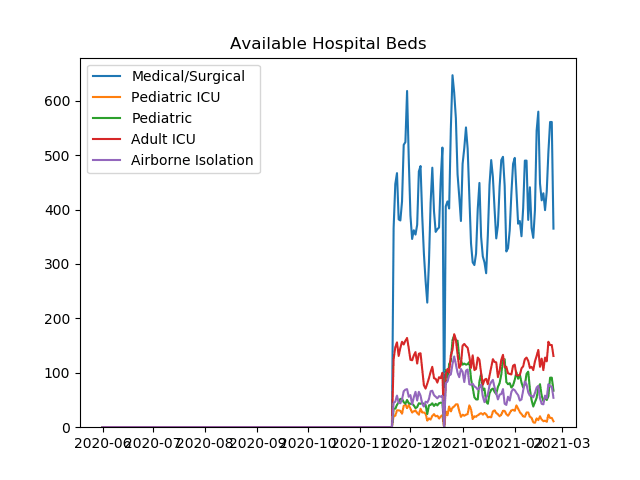 Available Hospital Beds
Medical/Surgical
Pediatric ICU
Pediatric
Adult ICU
Airborne Isolation
600
500
400
300
200
100
0
2020-06 2020-07 2020-08 2020-09 2020-10 2020-11 2020-12 2021-01 2021-02 2021-03